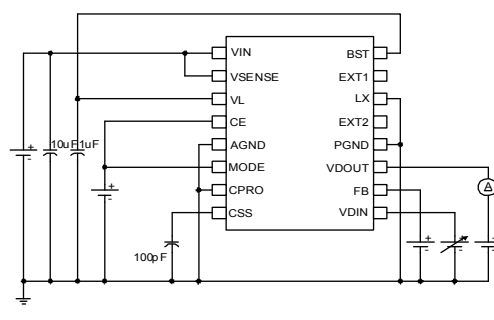 VIN
VSENSE
VL
CE
AGND
MODE
CPRO
CSS
BST
EXT1
LX
EXT2
PGND
VDOUT
FB
VDIN
10uF
1uF
100pF
A
+
-
+
-
+
-
+
-
+
-